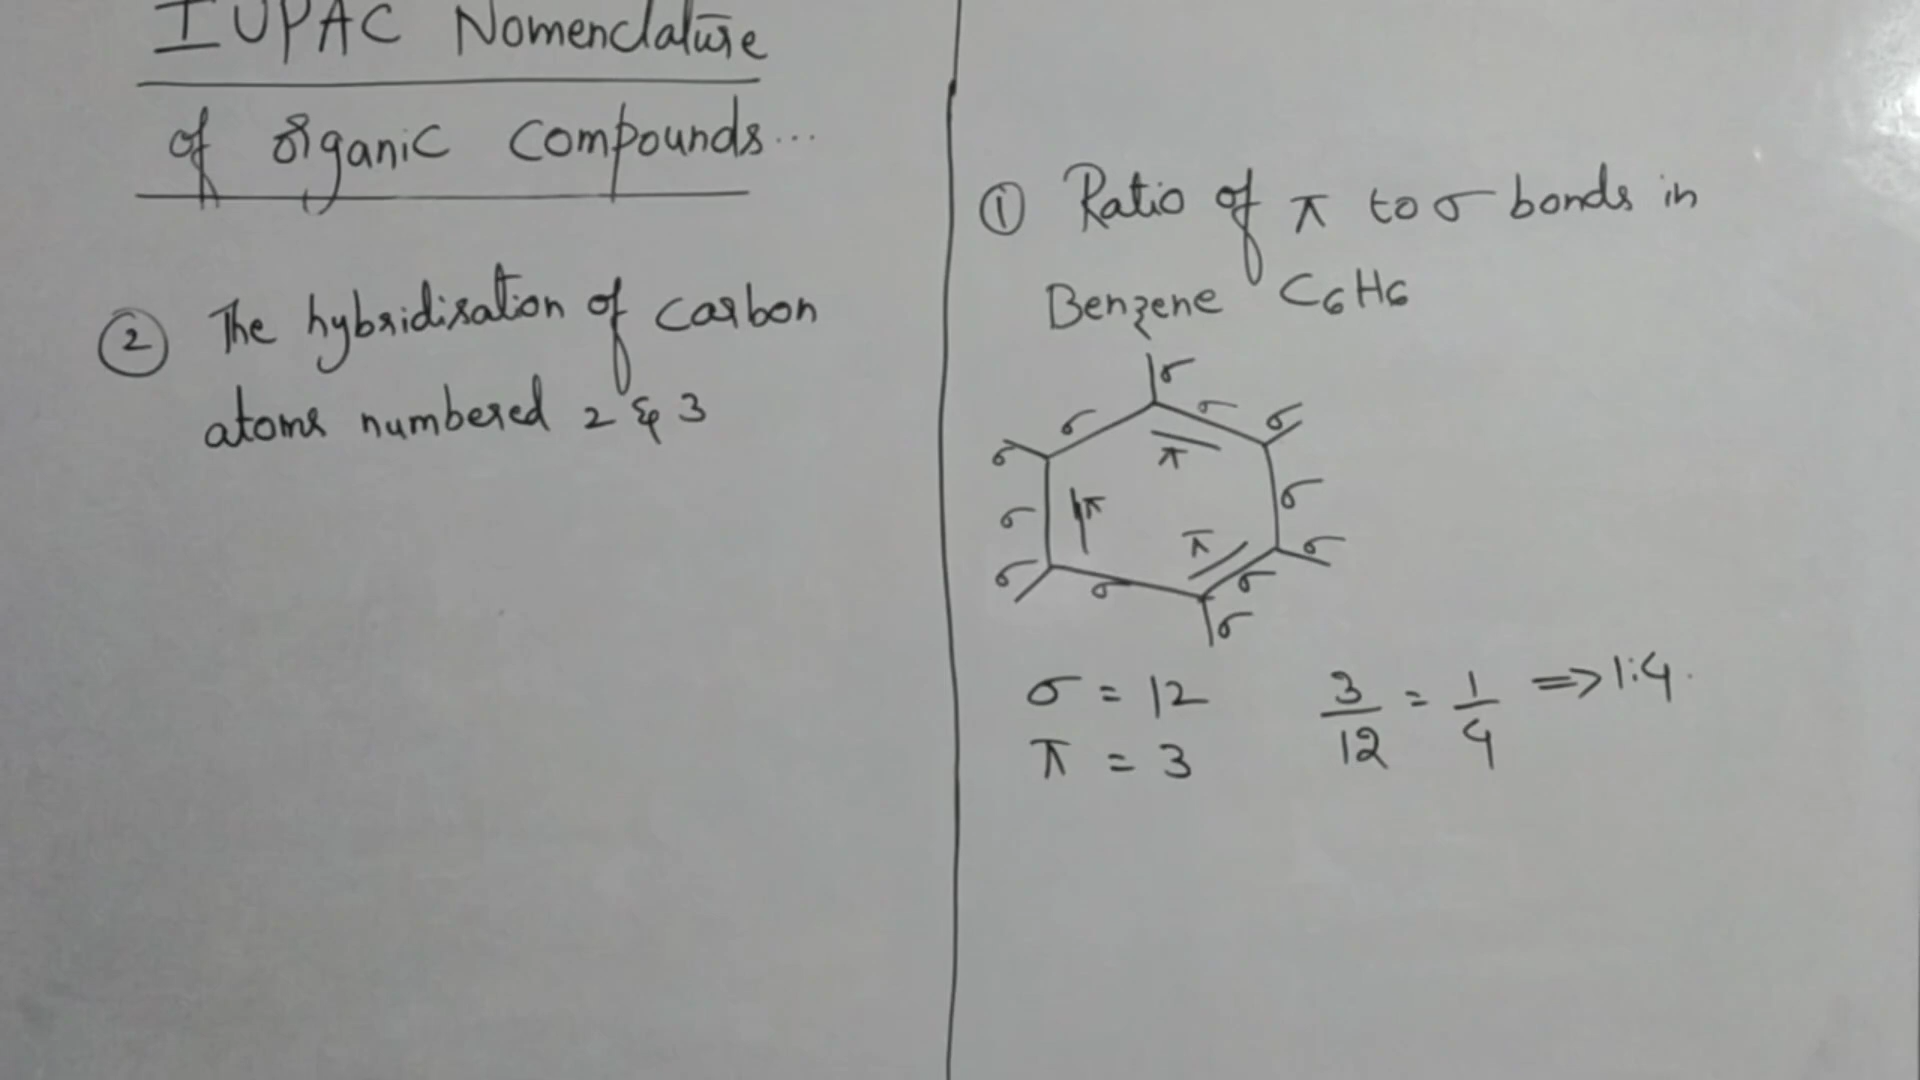 IUPAC Nomenclature
of organic compounds...
② The hybridisation of carbon
atoms numbered 2 & 3
① Ratio of π to σ bonds in
Benzene C6H6
σ
σ σ σ
σ π
σ π σ
π σ
σ σ σ
σ
σ = 12 3/12 = 1/4 => 1:4.
π = 3